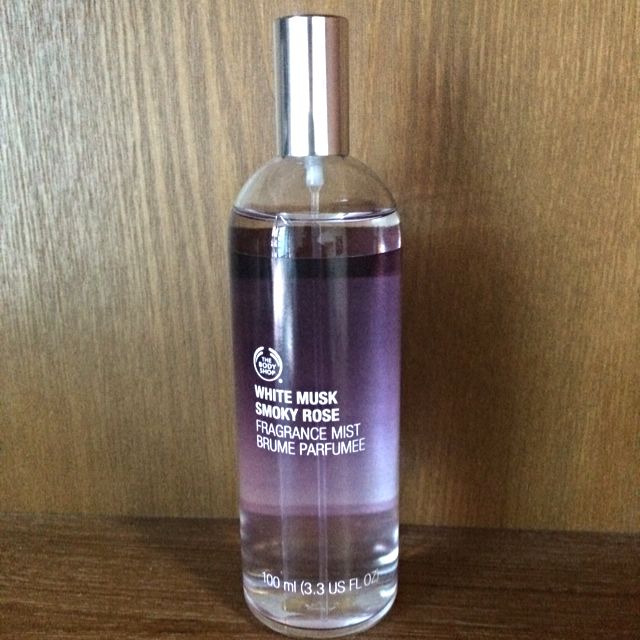 THE
BODY
SHOP
®
WHITE MUSK
SMOKY ROSE
FRAGRANCE MIST
BRUME PARFUMEE
100 ml (3.3 US FL OZ)